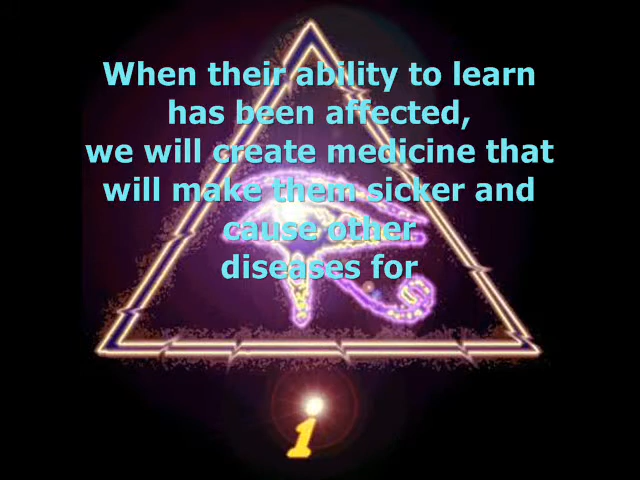 When their ability to learn
has been affected,
we will create medicine that
will make them sicker and
cause other
diseases for
1